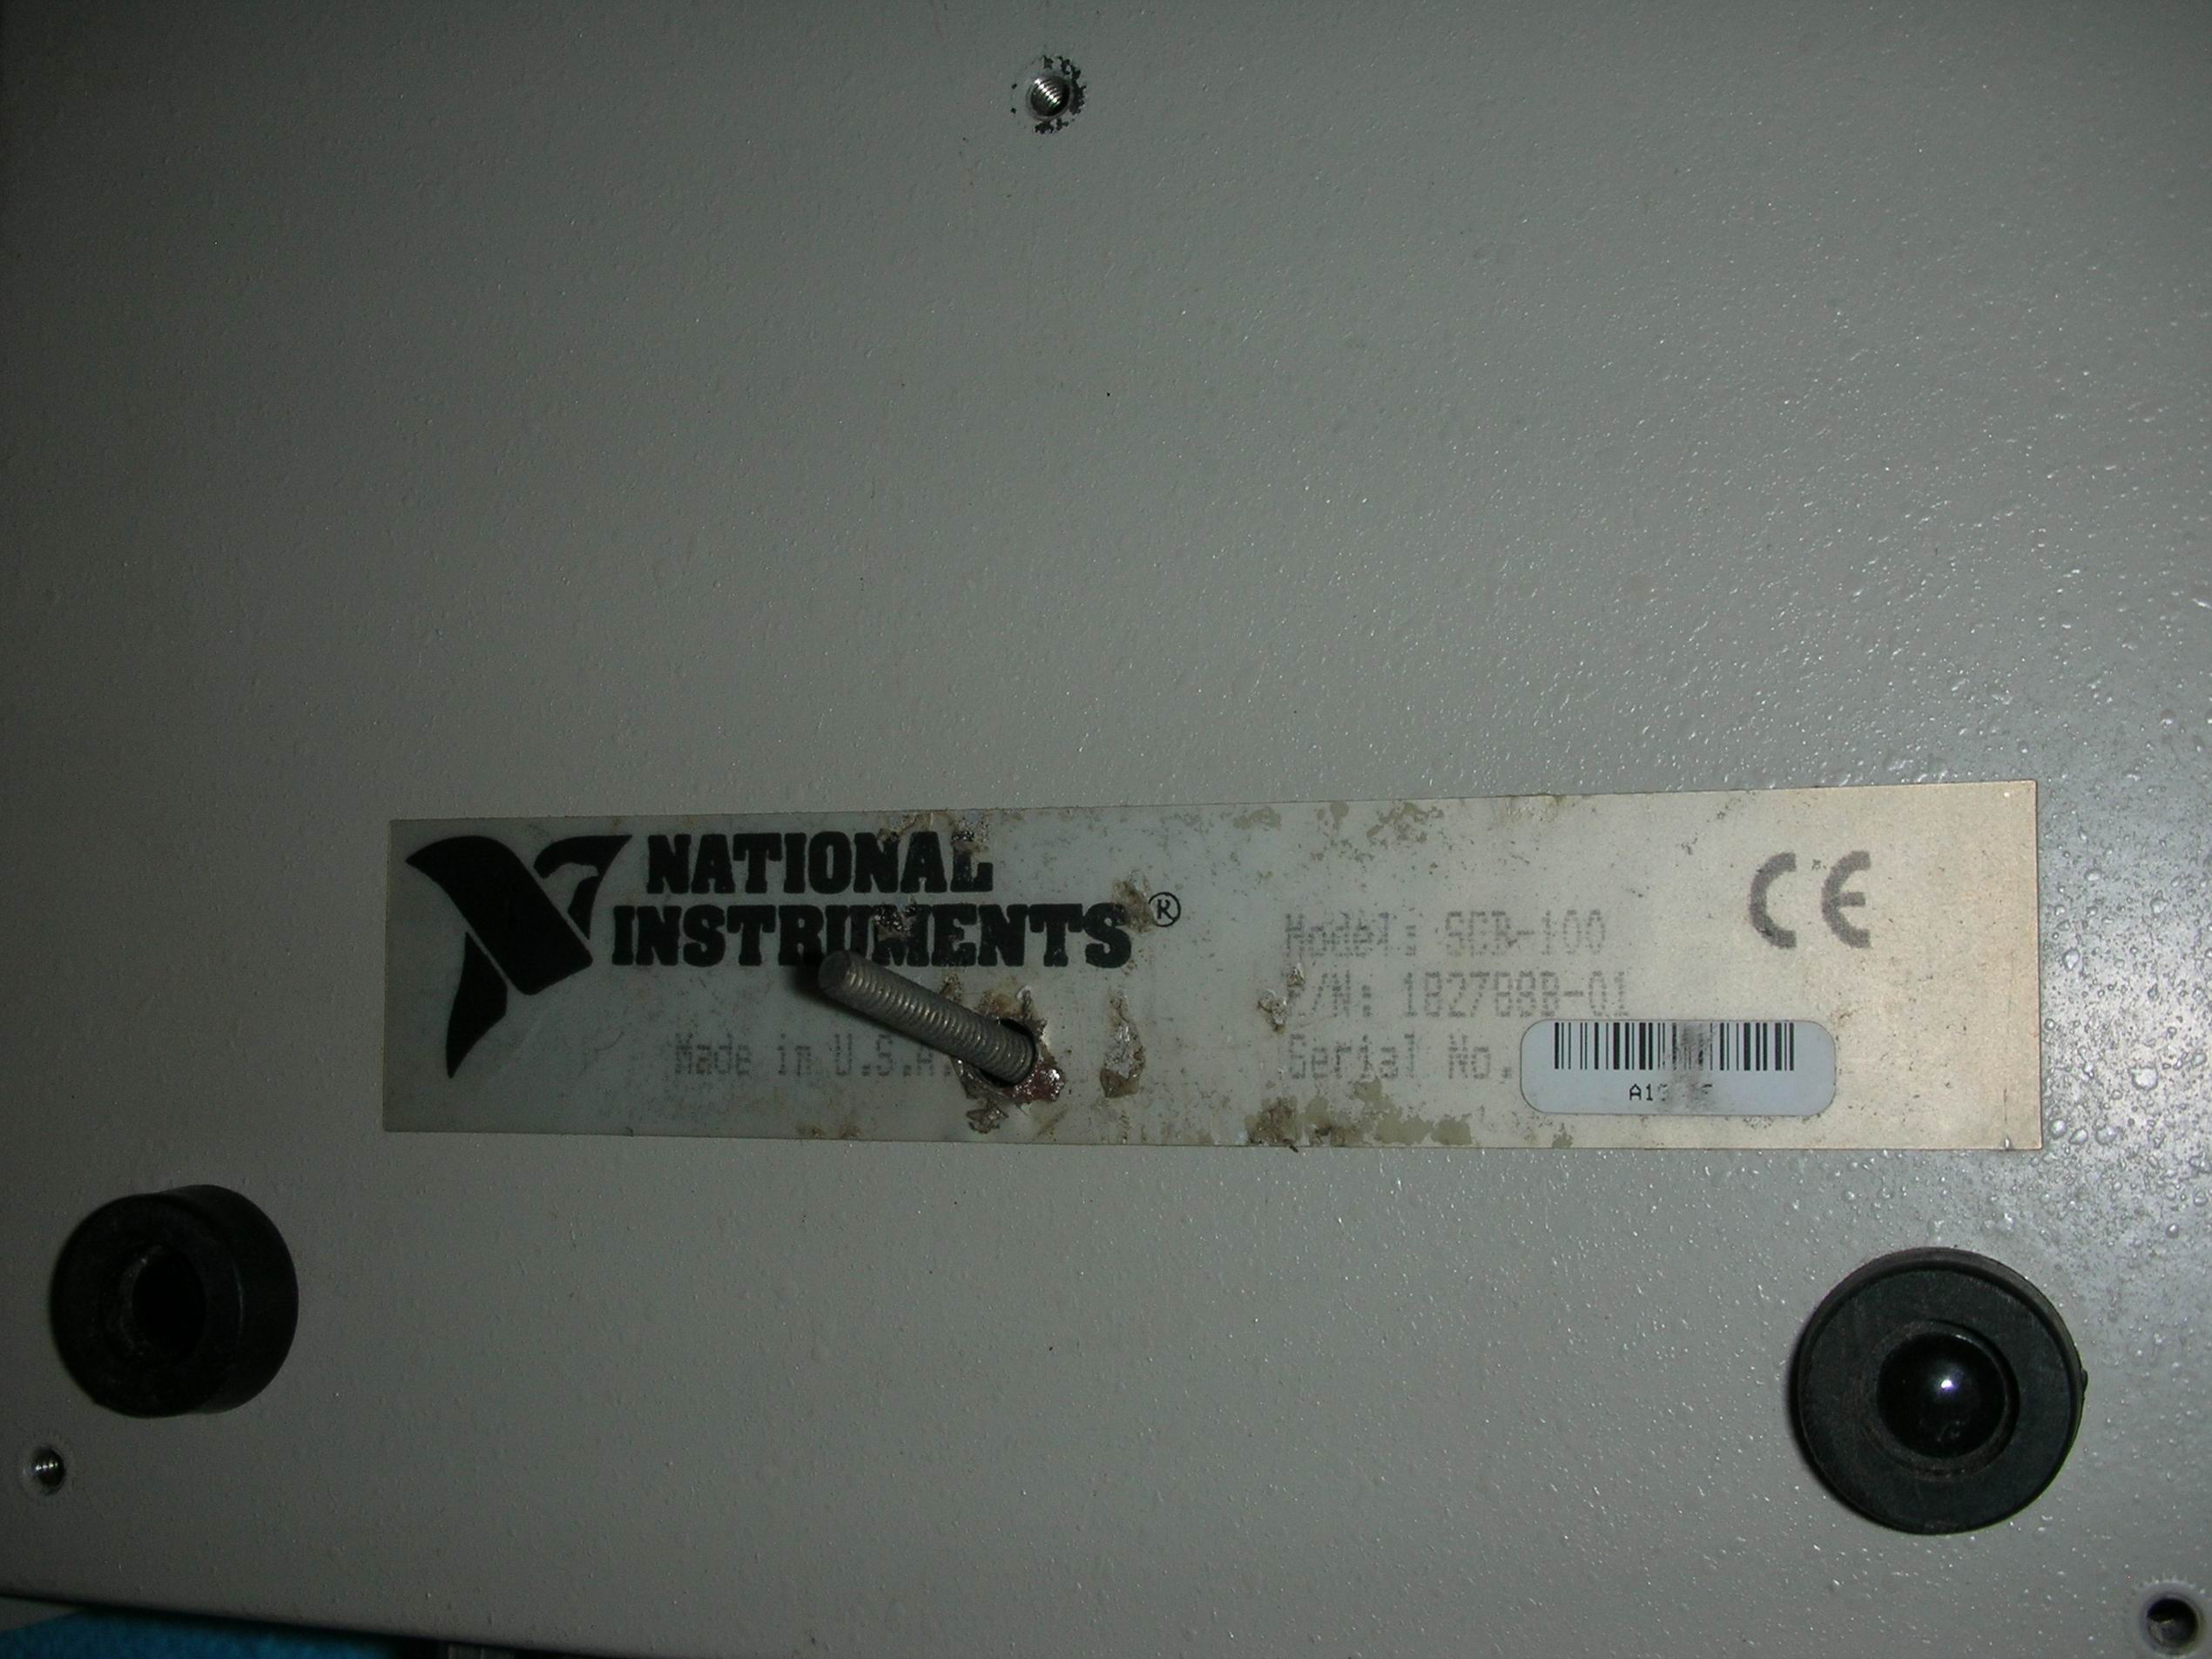 NATIONAL
INSTRUMENTS®
Made in U.S.A.
Model: SCB-100
P/N: 182788B-01
Serial No.
CE